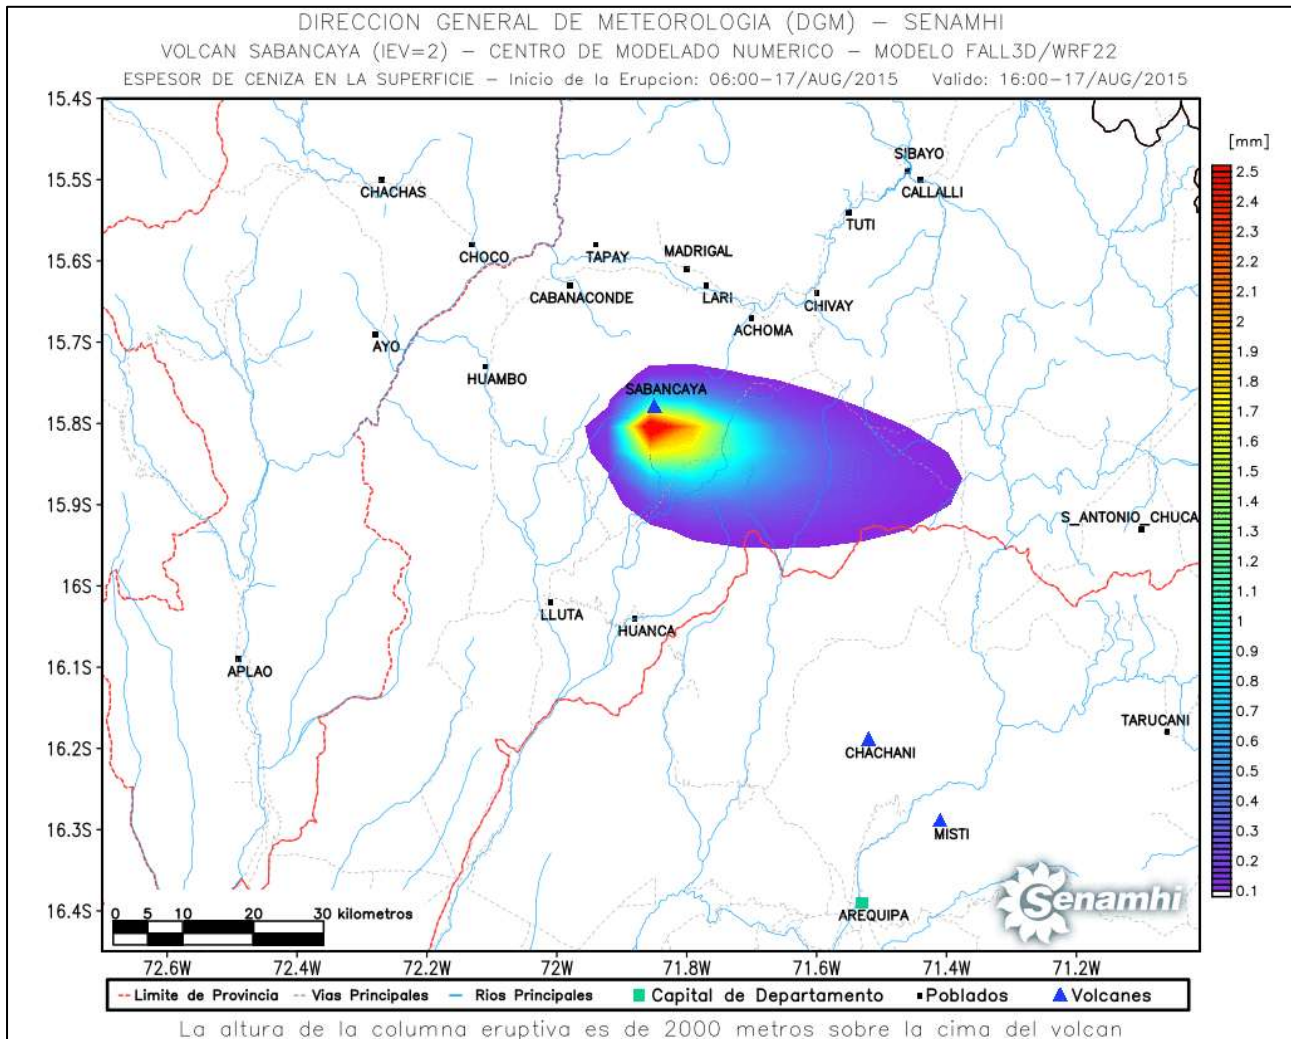 DIRECCION GENERAL DE METEOROLOGIA (DGM) – SENAMHI
VOLCAN SABANCAYA (IEV=2) – CENTRO DE MODELADO NUMERICO – MODELO FALL3D/WRF22
ESPESOR DE CENIZA EN LA SUPERFICIE – Inicio de la Erupcion: 06:00–17/AUG/2015 Valido: 16:00–17/AUG/2015
15.4S
[mm]
SIBAYO
2.5
15.5S
CHACHAS
CALLALLI
2.4
2.3
TUTI
2.2
CHOCO
TAPAY
MADRIGAL
15.6S
2.1
CABANACONDE
LARI
CHIVAY
2
ACHOMA
15.7S
AYO
1.9
HUAMBO
1.8
SABANCAYA
1.7
15.8S
1.6
1.5
15.9S
1.4
S_ANTONIO_CHUCA
1.3
1.2
16S
1.1
LLUTA
1
HUANCA
0.9
16.1S
APLAO
0.8
0.7
TARUCANI
16.2S
CHACHANI
0.6
0.5
0.4
16.3S
MISTI
0.3
0.2
0.1
Senamhi
16.4S
0 5 10 20 30 kilometros
AREQUIPA
72.6W 72.4W 72.2W 72W 71.8W 71.6W 71.4W 71.2W
Limite de Provincia Vias Principales Rios Principales Capital de Departamento Poblados Volcanes
La altura de la columna eruptiva es de 2000 metros sobre la cima del volcan